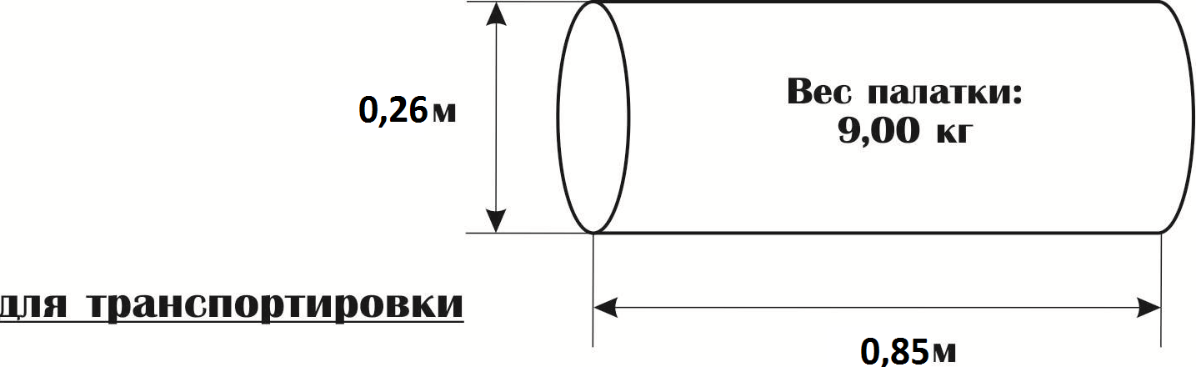 Вес палатки:
9,00 кг
0,26м
для транспортировки
0,85м